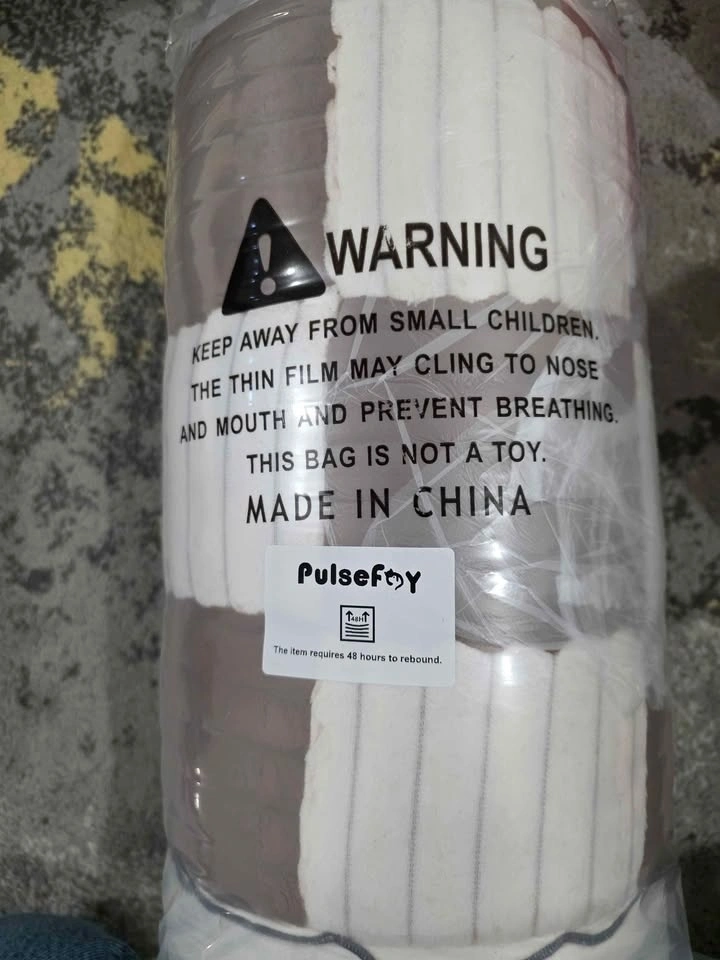 WARNING
KEEP AWAY FROM SMALL CHILDREN.
THE THIN FILM MAY CLING TO NOSE
AND MOUTH AND PREVENT BREATHING.
THIS BAG IS NOT A TOY.
MADE IN CHINA
PulseFoy
48H
The item requires 48 hours to rebound.